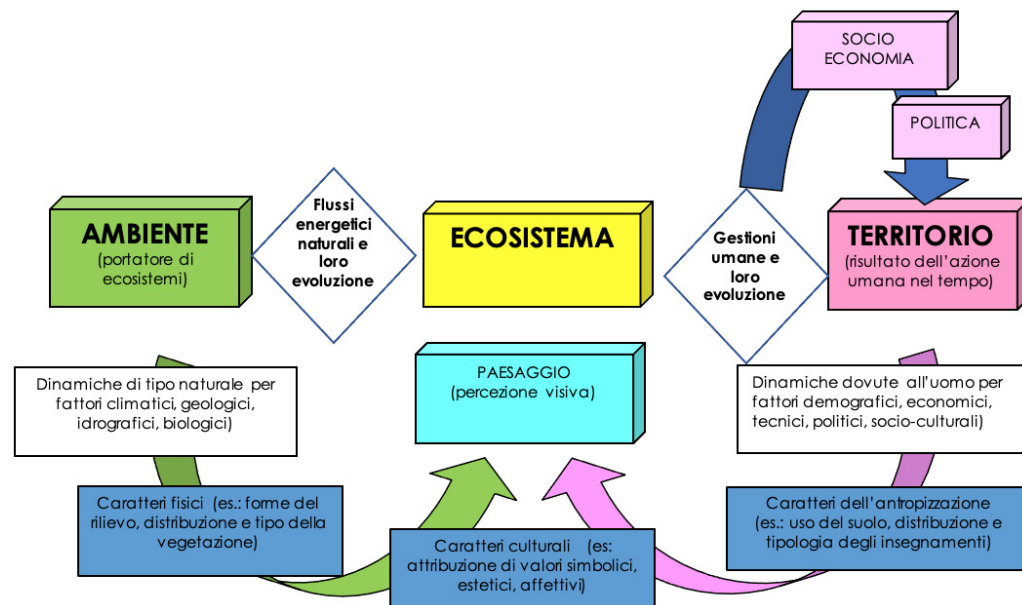 SOCIO
ECONOMIA
POLITICA
AMBIENTE
(portatore di
ecosistemi)
Flussi
energetici
naturali e
loro
evoluzione
ECOSISTEMA
Gestioni
umane e
loro
evoluzione
TERRITORIO
(risultato dell'azione
umana nel tempo)
Dinamiche di tipo naturale per
fattori climatici, geologici,
idrografici, biologici)
PAESAGGIO
(percezione visiva)
Dinamiche dovute all'uomo per
fattori demografici, economici,
tecnici, politici, socio-culturali)
Caratteri fisici (es.: forme del
rilievo, distribuzione e tipo della
vegetazione)
Caratteri culturali (es:
attribuzione di valori simbolici,
estetici, affettivi)
Caratteri dell'antropizzazione
(es.: uso del suolo, distribuzione e
tipologia degli insegnamenti)